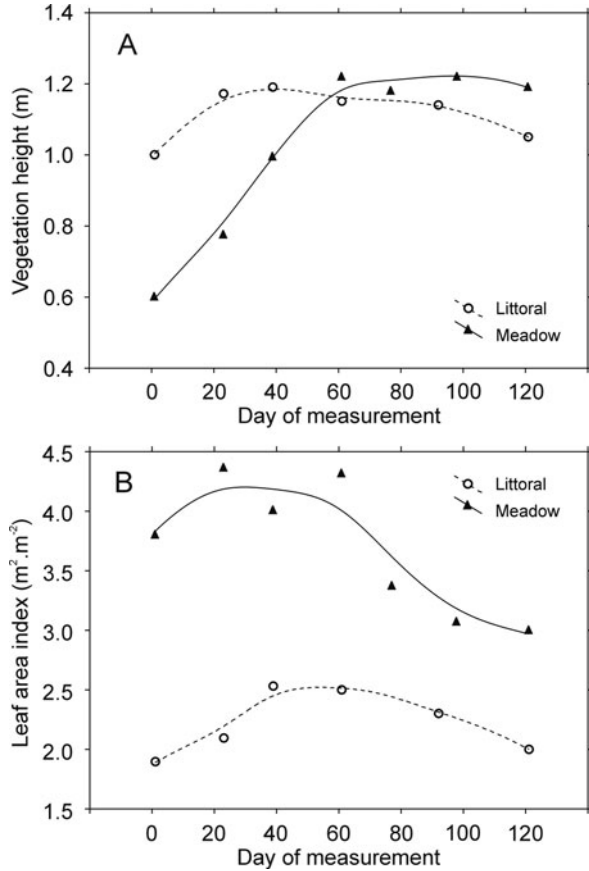 A
1.4
1.2
1.0
0.8
0.6
0.4
Vegetation height (m)
Littoral
Meadow
0 20 40 60 80 100 120
Day of measurement
B
4.5
4.0
3.5
3.0
2.5
2.0
1.5
Leaf area index (m².m⁻²)
Littoral
Meadow
0 20 40 60 80 100 120
Day of measurement